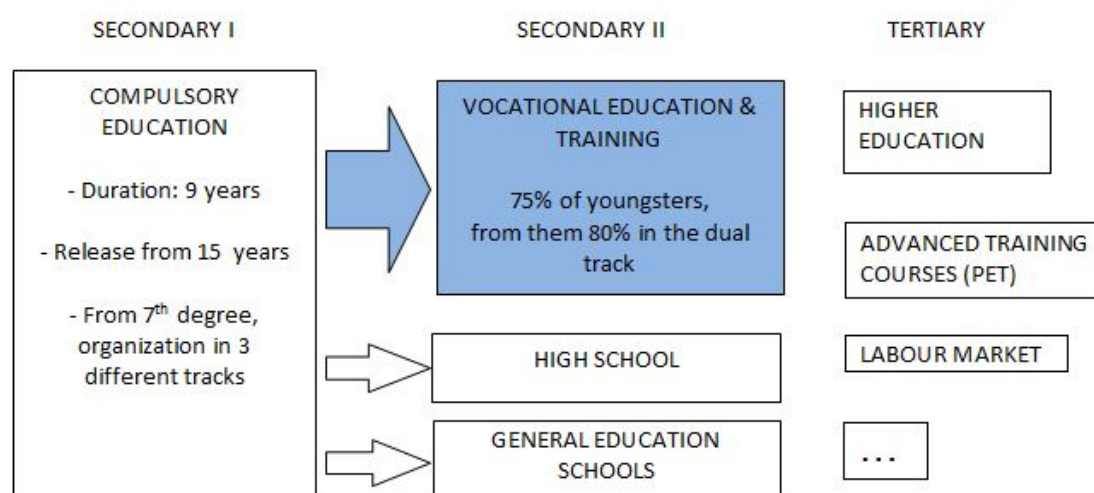 SECONDARY I
SECONDARY II
TERTIARY
COMPULSORY
EDUCATION
- Duration: 9 years
- Release from 15 years
- From 7th degree,
organization in 3
different tracks
VOCATIONAL EDUCATION &
TRAINING
75% of youngsters,
from them 80% in the dual
track
HIGH SCHOOL
GENERAL EDUCATION
SCHOOLS
HIGHER
EDUCATION
ADVANCED TRAINING
COURSES (PET)
LABOUR MARKET
...